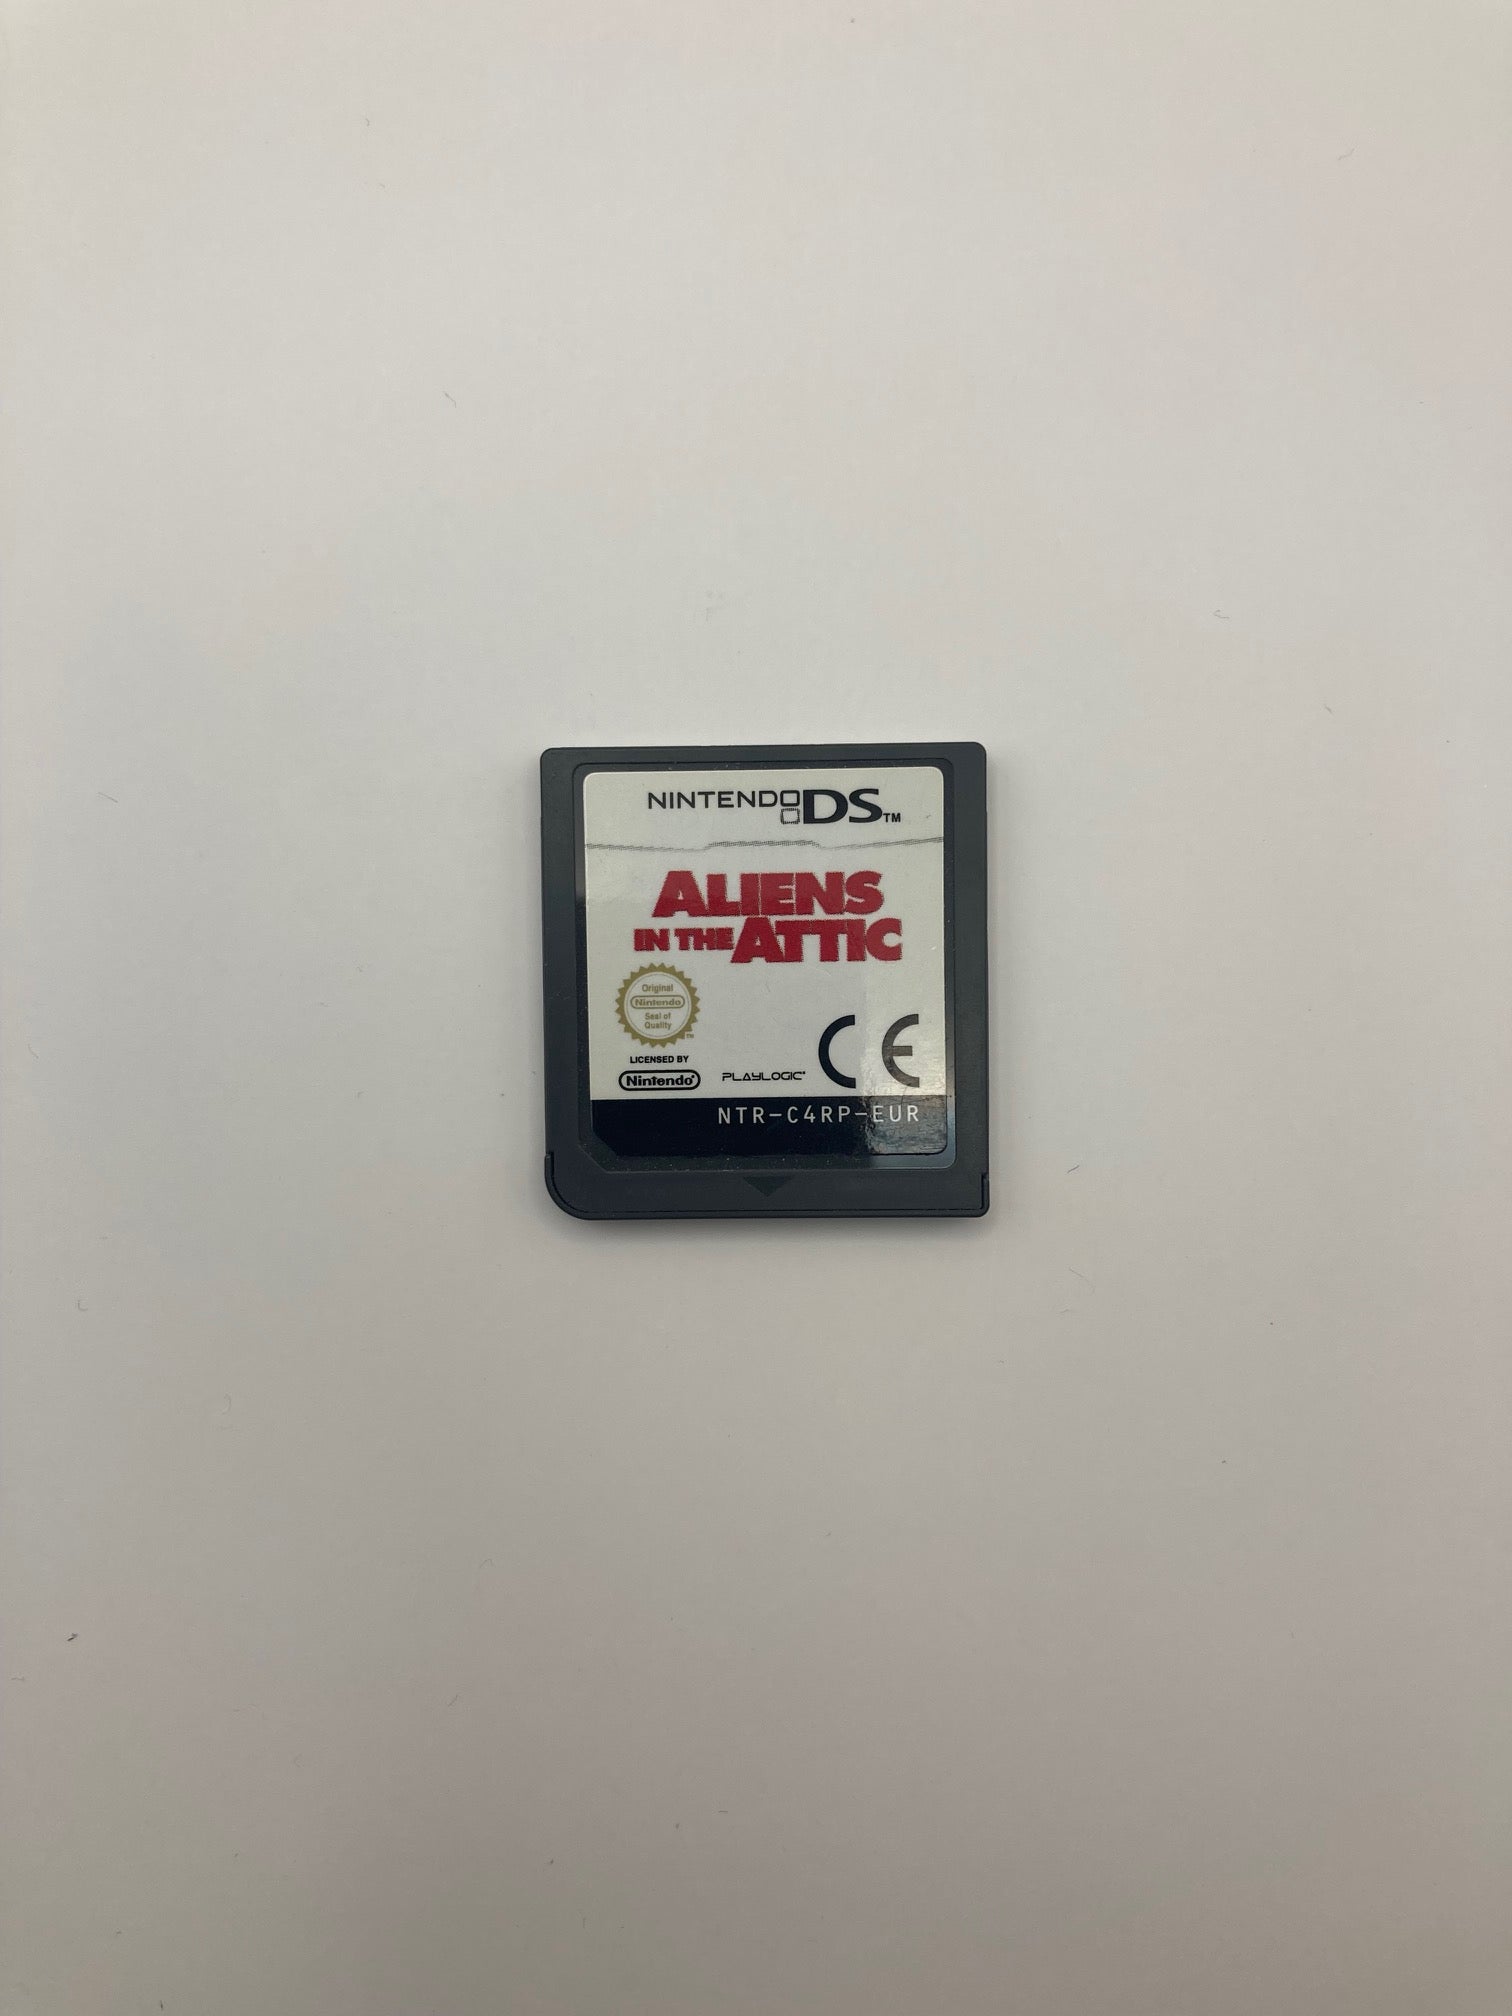 NINTENDO DS™
ALIENS
IN THE ATTIC
Original
Nintendo
Seal of
Quality
TM
LICENSED BY
Nintendo®
PLAYLOGIC®
CE
NTR-C4RP-EUR